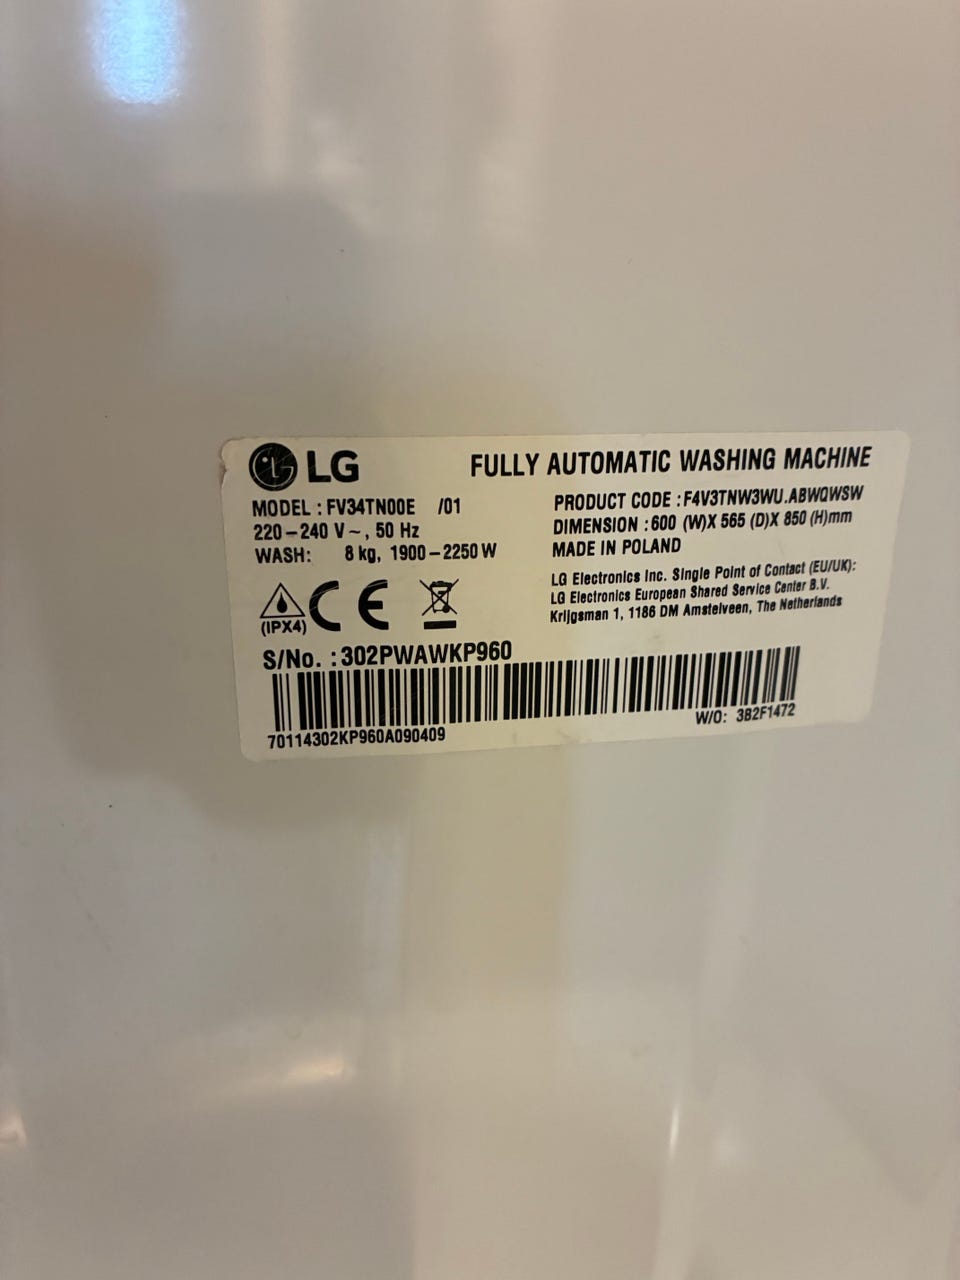 LG FULLY AUTOMATIC WASHING MACHINE
MODEL : FV34TN00E /01
220-240 V~, 50 Hz
WASH: 8 kg, 1900-2250 W
PRODUCT CODE : F4V3TNW3WU.ABWQWSW
DIMENSION : 600 (W)X 565 (D)X 850 (H)mm
MADE IN POLAND
LG Electronics Inc. Single Point of Contact (EU/UK):
LG Electronics European Shared Service Center B.V.
Krijgsman 1, 1186 DM Amstelveen, The Netherlands
(IPX4) CE
S/No. : 302PWAWKP960
70114302KP960A090409
W/O: 3B2F1472